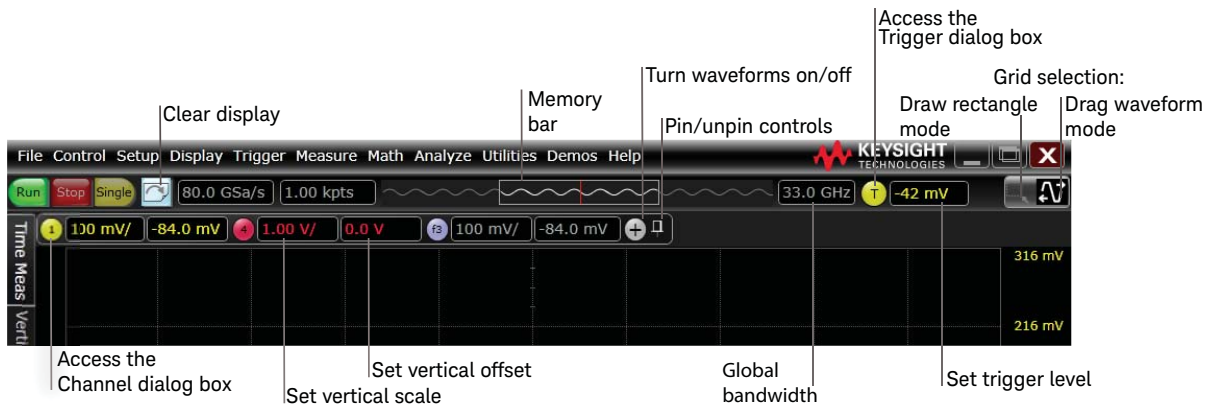 Access the
Trigger dialog box
Turn waveforms on/off
Grid selection:
Clear display
Memory
bar
Pin/unpin controls
Draw rectangle
mode
Drag waveform
mode
File Control Setup Display Trigger Measure Math Analyze Utilities Demos Help
KEYSIGHT
TECHNOLOGIES
X
Run Stop Single 80.0 GSa/s 1.00 kpts 33.0 GHz T -42 mV
1 100 mV/ -84.0 mV 4 1.00 V/ 0.0 V f3 100 mV/ -84.0 mV +
Time Meas
Verti
316 mV
216 mV
Access the
Channel dialog box
Set vertical scale
Set vertical offset
Global
bandwidth
Set trigger level